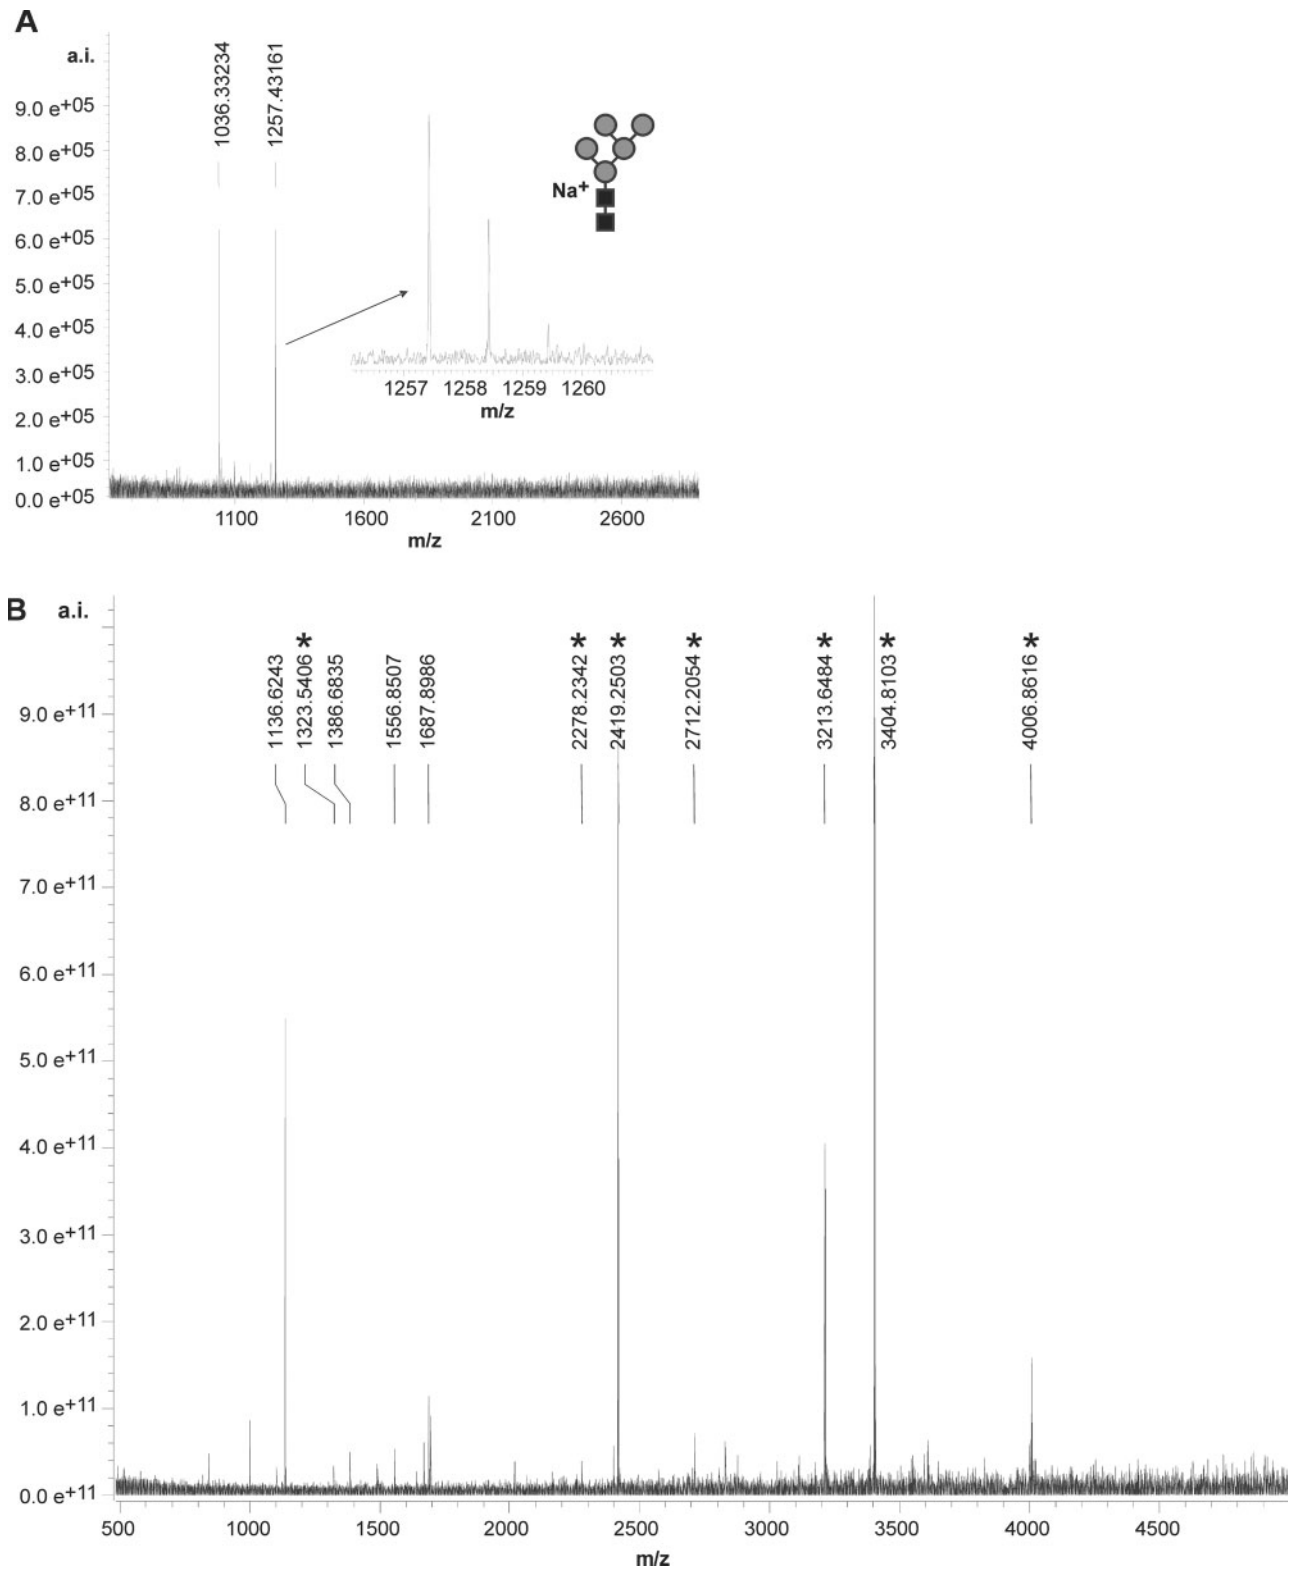 A
a.i.
1036.33234
1257.43161
9.0 e+05
8.0 e+05
7.0 e+05
6.0 e+05
5.0 e+05
4.0 e+05
3.0 e+05
2.0 e+05
1.0 e+05
0.0 e+05
Na+
1257 1258 1259 1260
m/z
1100 1600 2100 2600
m/z
B
a.i.
1136.6243
1323.5406 *
1386.6835
1556.8507
1687.8986
2278.2342 *
2419.2503 *
2712.2054 *
3213.6484 *
3404.8103 *
4006.8616 *
9.0 e+11
8.0 e+11
7.0 e+11
6.0 e+11
5.0 e+11
4.0 e+11
3.0 e+11
2.0 e+11
1.0 e+11
0.0 e+11
500 1000 1500 2000 2500 3000 3500 4000 4500
m/z